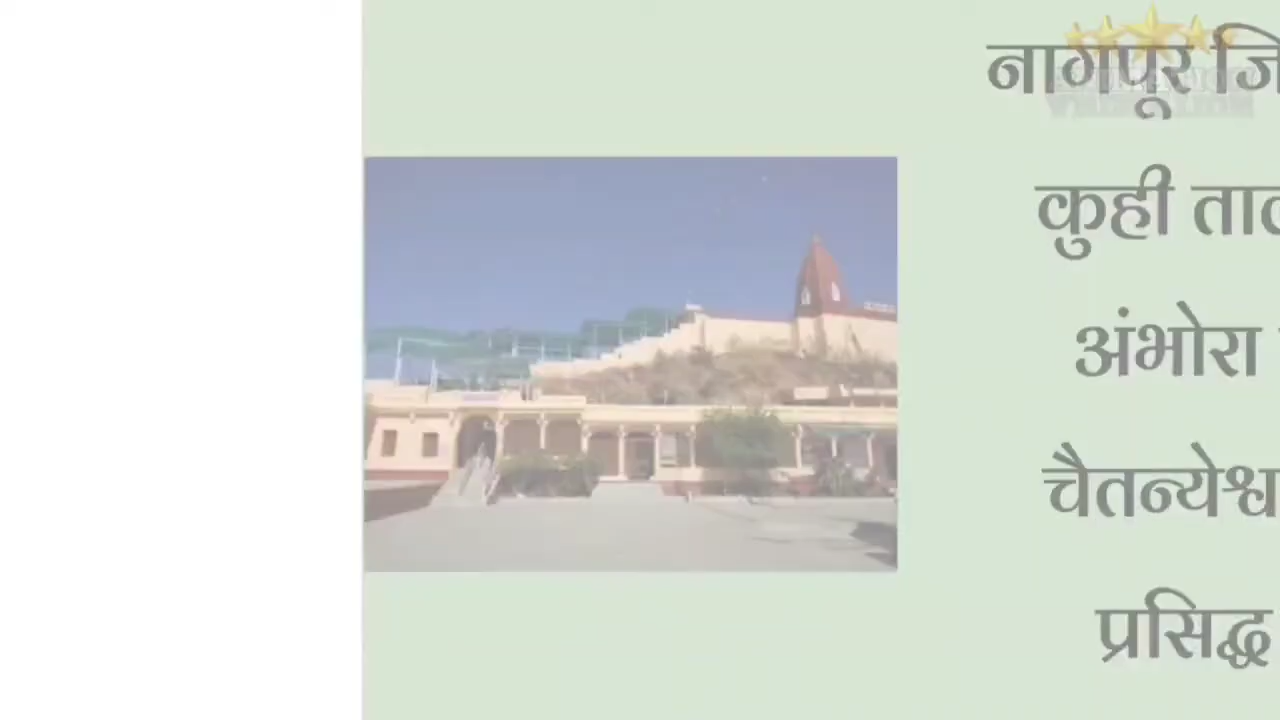 नागपूर जि
कुही ता
अंभोरा
चैतन्येश्व
प्रसिद्ध